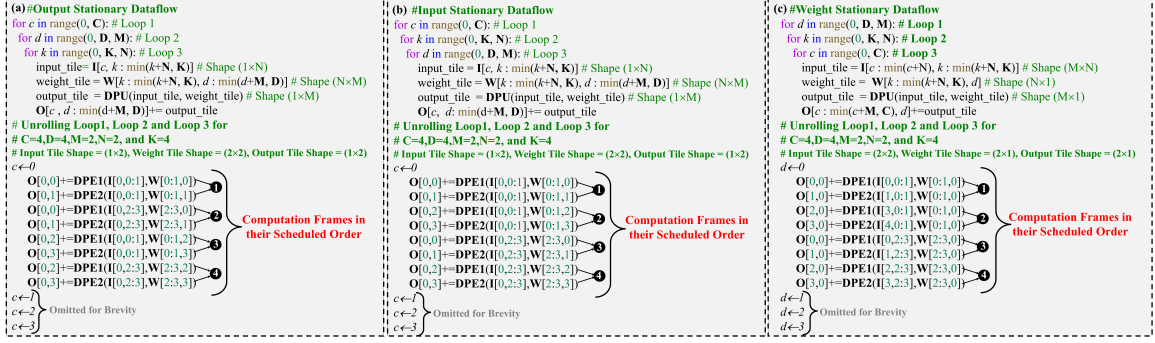 (a) #Output Stationary Dataflow
for c in range(0, C): # Loop 1
for d in range(0, D, M): # Loop 2
for k in range(0, K, N): # Loop 3
input_tile= I[c, k : min(k+N, K)] # Shape (1×N)
weight_tile = W[k : min(k+N, K), d : min(d+M, D)] # Shape (N×M)
output_tile = DPU(input_tile, weight_tile) # Shape (1×M)
O[c , d : min(d+M, D)]+= output_tile
# Unrolling Loop1, Loop 2 and Loop 3 for
# C=4,D=4,M=2,N=2, and K=4
# Input Tile Shape = (1×2), Weight Tile Shape = (2×2), Output Tile Shape = (1×2)
c←0
O[0,0]+=DPE1(I[0,0:1],W[0:1,0])
O[0,1]+=DPE2(I[0,0:1],W[0:1,1])
1
O[0,0]+=DPE1(I[0,2:3],W[2:3,0])
O[0,1]+=DPE2(I[0,2:3],W[2:3,1])
2
O[0,2]+=DPE1(I[0,0:1],W[0:1,2])
O[0,3]+=DPE2(I[0,0:1],W[0:1,3])
3
O[0,2]+=DPE1(I[0,2:3],W[2:3,2])
O[0,3]+=DPE2(I[0,2:3],W[2:3,3])
4
Computation Frames in
their Scheduled Order
c←1
c←2
c←3
Omitted for Brevity
(b) #Input Stationary Dataflow
for c in range(0, C): # Loop 1
for k in range(0, K, N): # Loop 2
for d in range(0, D, M): # Loop 3
input_tile = I[c, k : min(k+N, K)] # Shape (1×N)
weight_tile = W[k : min(k+N, K), d : min(d+M, D)] # Shape (N×M)
output_tile = DPU(input_tile, weight_tile) # Shape (1×M)
O[c, d: min(d+M, D)]+= output_tile
# Unrolling Loop1, Loop 2 and Loop 3 for
# C=4,D=4,M=2,N=2, and K=4
# Input Tile Shape = (1×2), Weight Tile Shape = (2×2), Output Tile Shape = (1×2)
c←0
O[0,0]+=DPE1(I[0,0:1],W[0:1,0])
O[0,1]+=DPE2(I[0,0:1],W[0:1,1])
1
O[0,2]+=DPE1(I[0,0:1],W[0:1,2])
O[0,3]+=DPE2(I[0,0:1],W[0:1,3])
2
O[0,0]+=DPE1(I[0,2:3],W[2:3,0])
O[0,1]+=DPE2(I[0,2:3],W[2:3,1])
3
O[0,2]+=DPE1(I[0,2:3],W[2:3,2])
O[0,3]+=DPE2(I[0,2:3],W[2:3,3])
4
Computation Frames in
their Scheduled Order
c←1
c←2
c←3
Omitted for Brevity
(c) #Weight Stationary Dataflow
for d in range(0, D, M): # Loop 1
for k in range(0, K, N): # Loop 2
for c in range(0, C): # Loop 3
input_tile = I[c : min(c+N), k : min(k+N, K)] # Shape (M×N)
weight_tile = W[k : min(k+N, K), d] # Shape (N×1)
output_tile = DPU(input_tile, weight_tile) # Shape (M×1)
O[c : min(c+M, C), d]+=output_tile
# Unrolling Loop1, Loop 2 and Loop 3 for
# C=4,D=4,M=2,N=2, and K=4
# Input Tile Shape = (2×2), Weight Tile Shape = (2×1), Output Tile Shape = (2×1)
d←0
O[0,0]+=DPE1(I[0,0:1],W[0:1,0])
O[1,0]+=DPE2(I[1,0:1],W[0:1,0])
1
O[2,0]+=DPE1(I[3,0:1],W[0:1,0])
O[3,0]+=DPE2(I[4,0:1],W[0:1,0])
2
O[0,0]+=DPE1(I[0,2:3],W[2:3,0])
O[1,0]+=DPE2(I[1,2:3],W[2:3,0])
3
O[2,0]+=DPE1(I[2,2:3],W[2:3,0])
O[3,0]+=DPE2(I[3,2:3],W[2:3,0])
4
Computation Frames in
their Scheduled Order
d←1
d←2
d←3
Omitted for Brevity